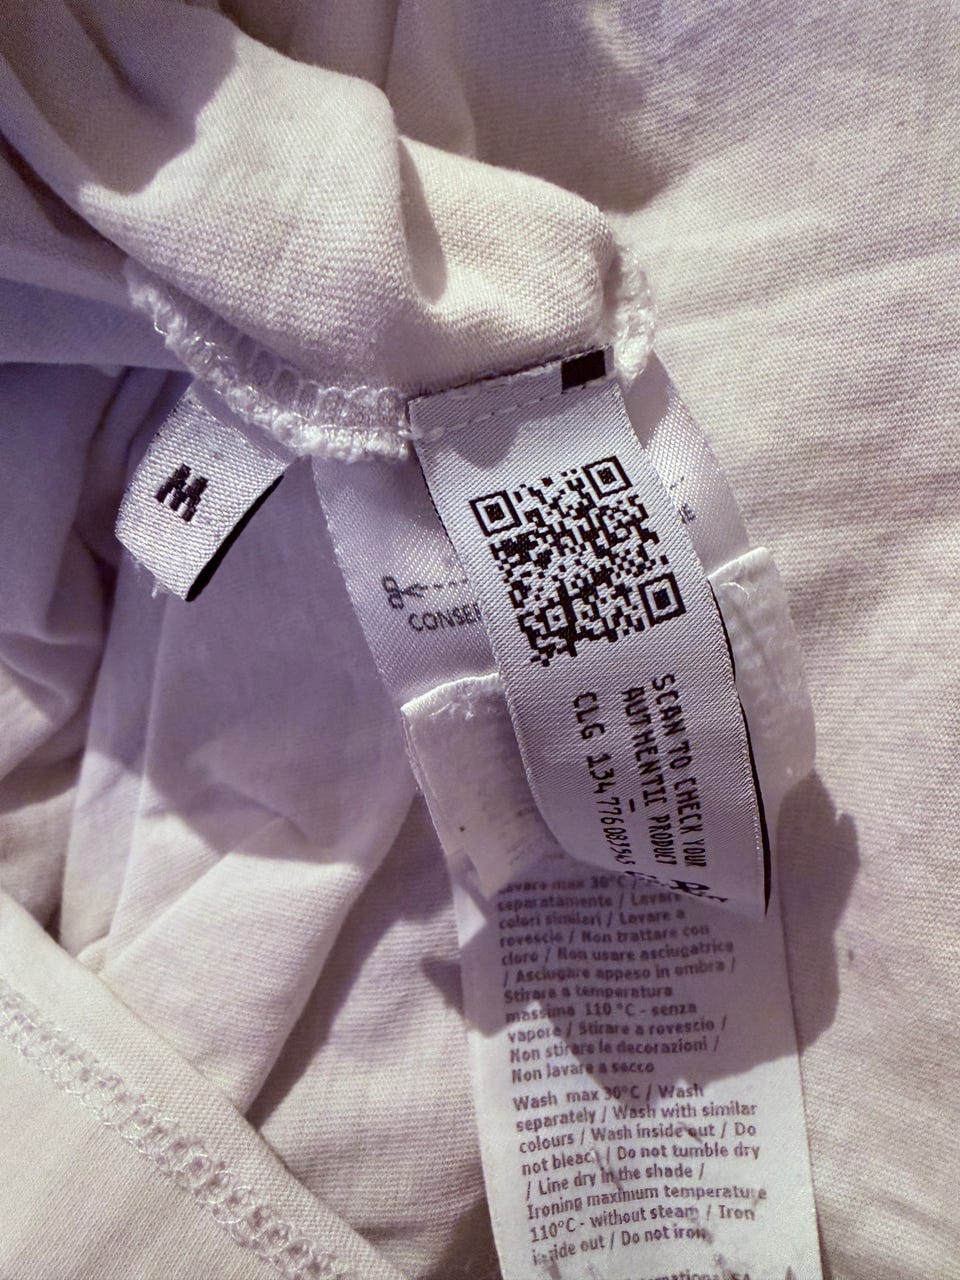 M
SCAN TO CHECK YOUR
AUTHENTIC PRODUCT
CLG 134
separatamente / Lavare
colori similari / Lavare a
rovescio / Non trattare con
cloro / Non usare asciugatrice
/ Asciugare appeso in ombra /
Stirare a temperatura
massima 110 °C - senza
vapore / Stirare a rovescio /
Non stirare le decorazioni /
Non lavare a secco
Wash max 30°C / Wash
separately / Wash with similar
colours / Wash inside out / Do
not bleach / Do not tumble dry
/ Line dry in the shade /
Ironing maximum temperature
110°C - without steam / Iron
inside out / Do not iron